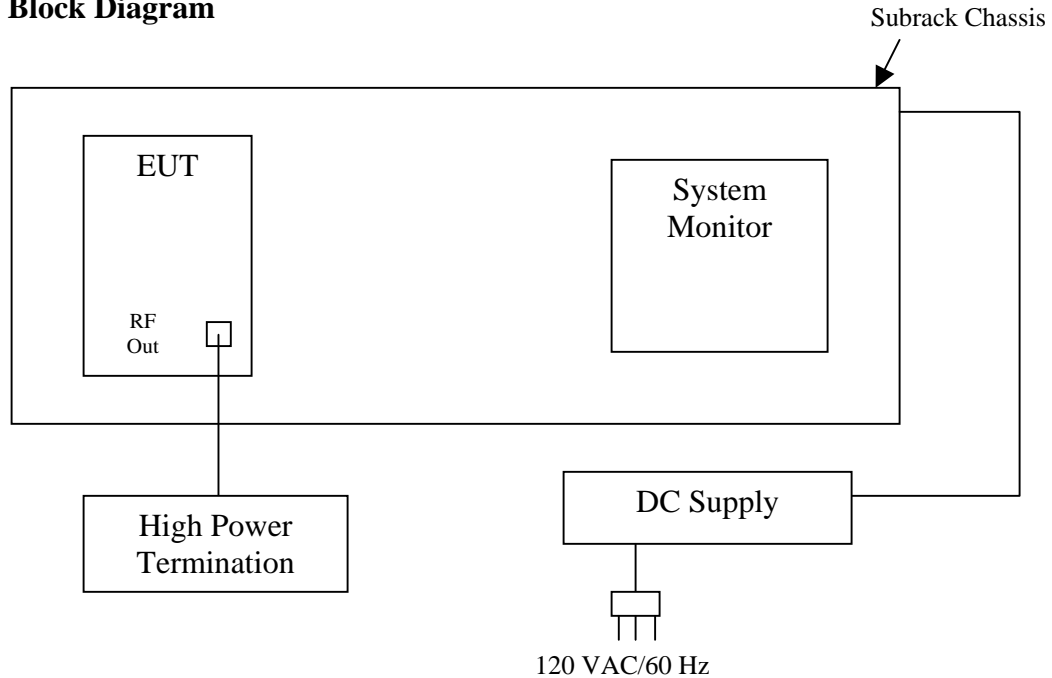 Block Diagram
Subrack Chassis
EUT
System
Monitor
RF
Out
DC Supply
High Power
Termination
120 VAC/60 Hz